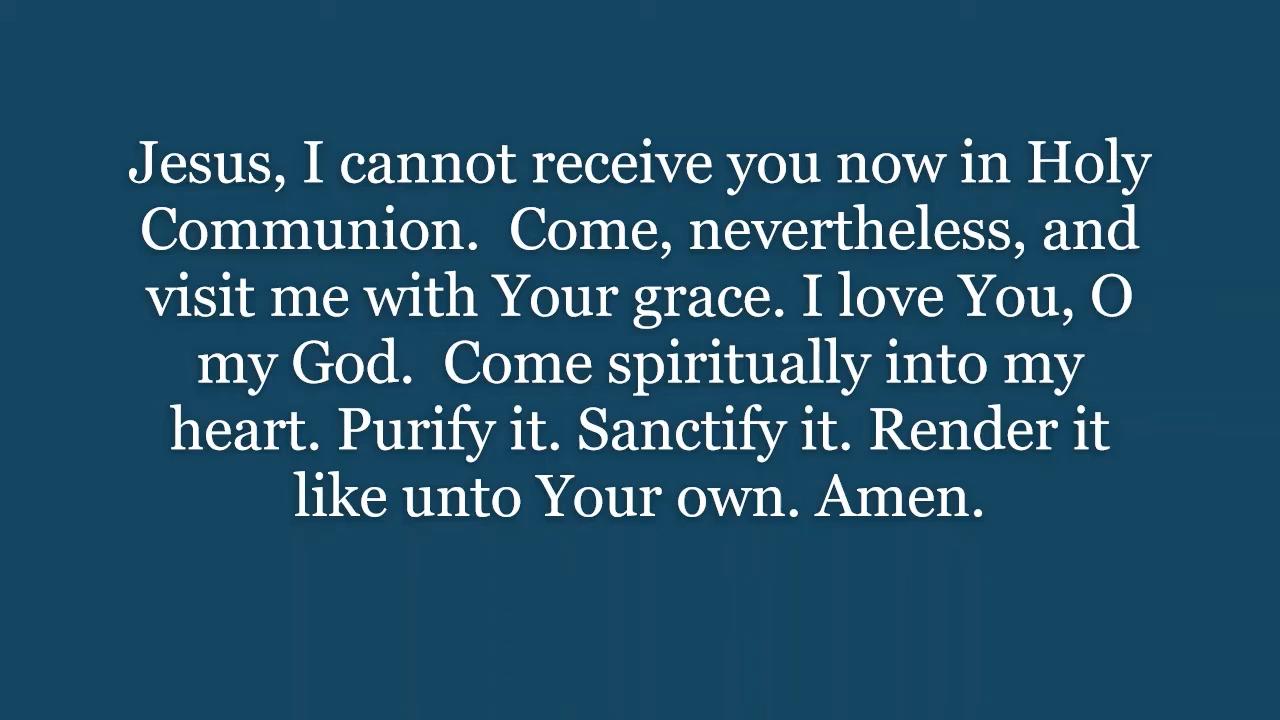 Jesus, I cannot receive you now in Holy
Communion.  Come, nevertheless, and
visit me with Your grace. I love You, O
my God.  Come spiritually into my
heart. Purify it. Sanctify it. Render it
like unto Your own. Amen.